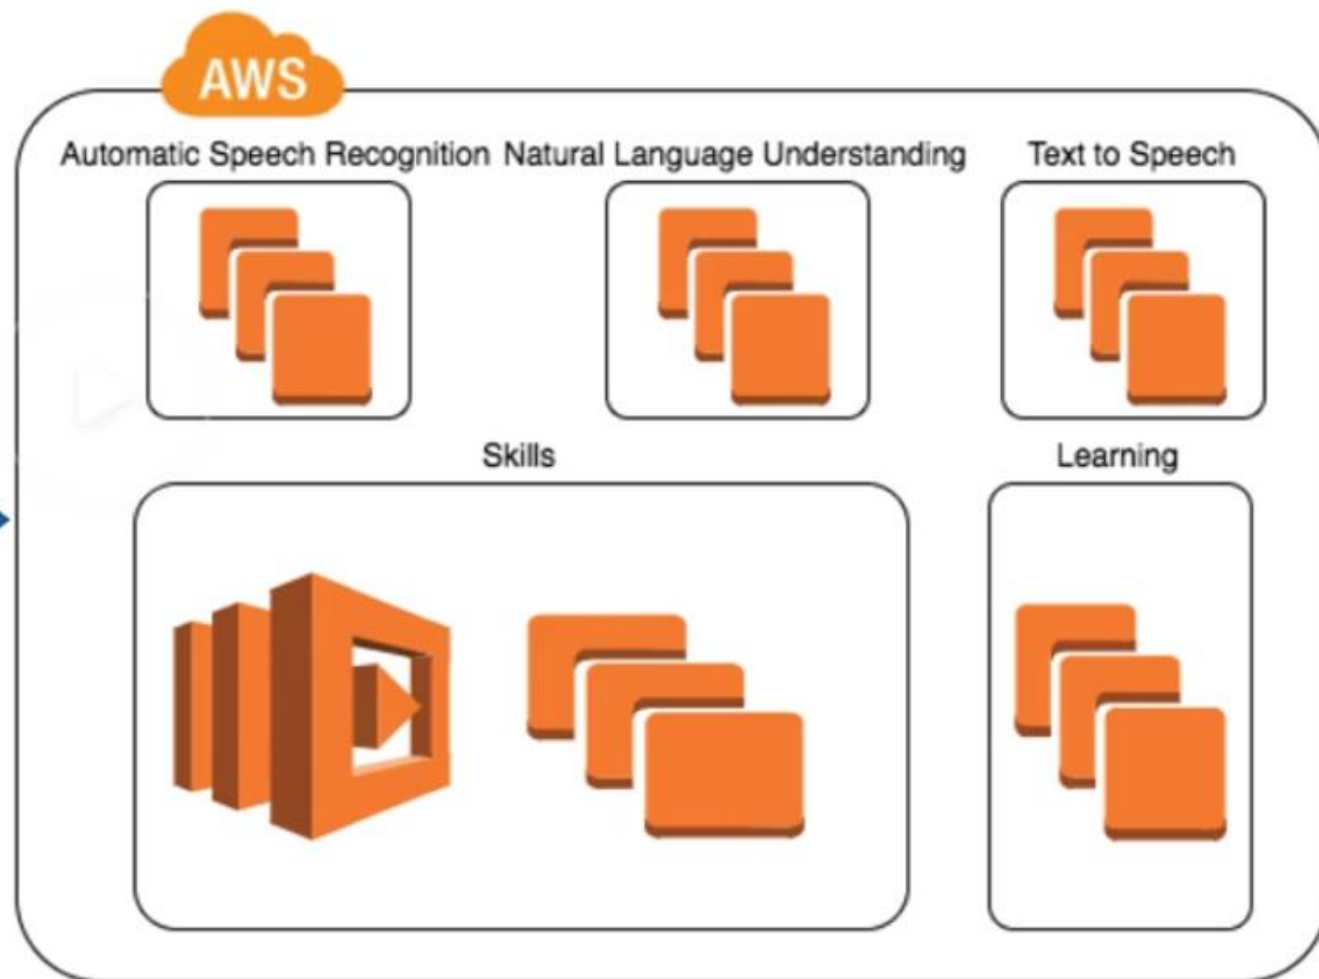 AWS
Automatic Speech Recognition
Natural Language Understanding
Text to Speech
Skills
Learning